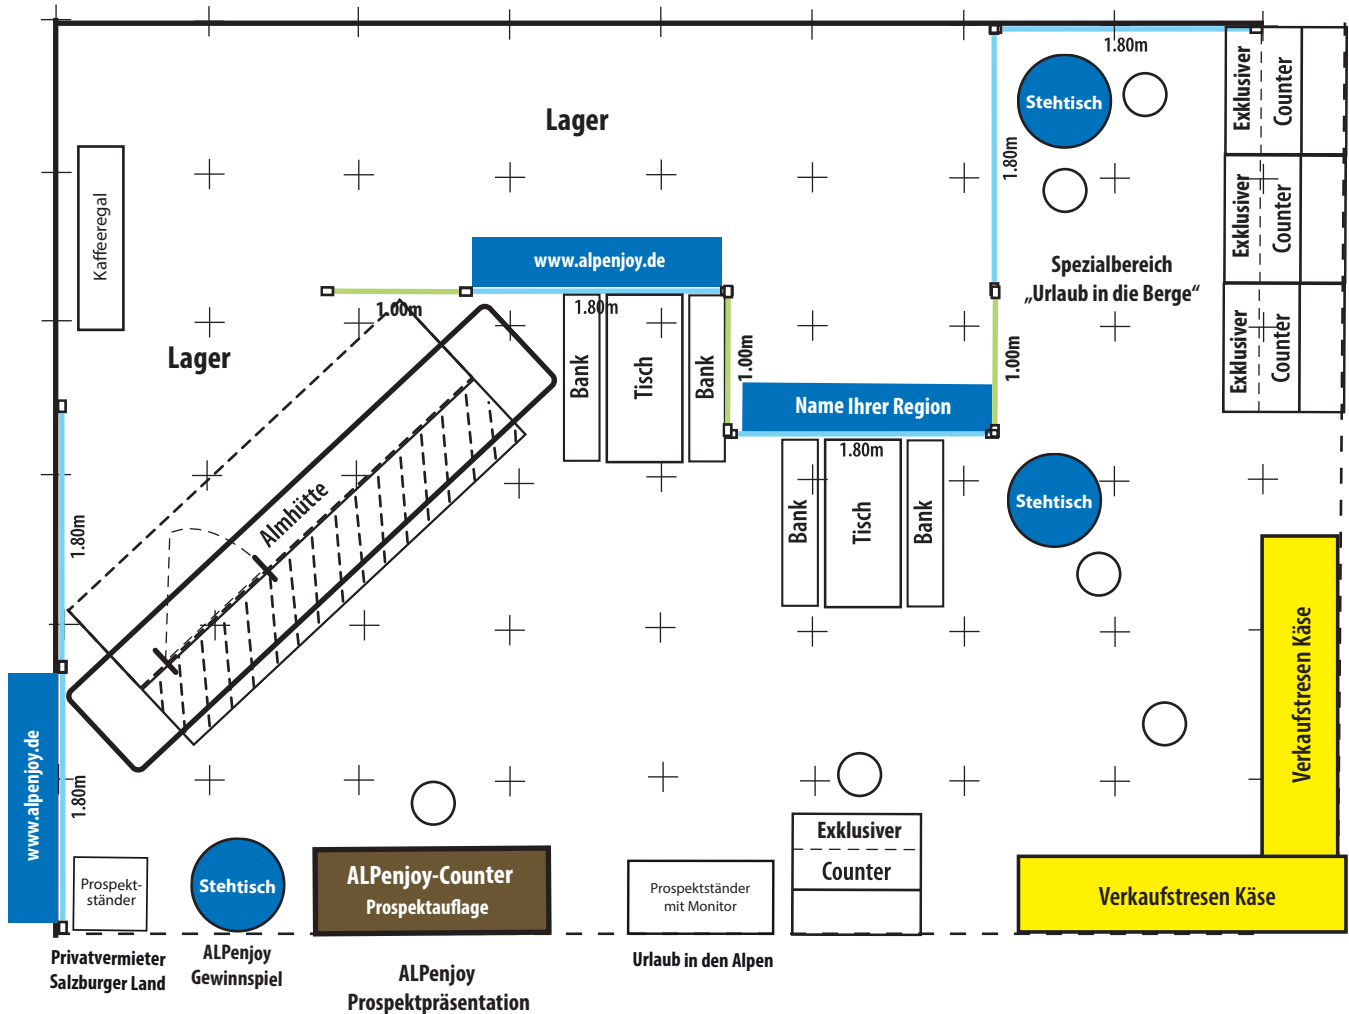 1.80m
Exklusiver
Counter
Stehtisch
Lager
1.80m
Kaffeeregal
Exklusiver
Counter
www.alpenjoy.de
Spezialbereich
„Urlaub in die Berge“
1.00m
1.80m
Lager
Bank
Tisch
Bank
1.00m
1.00m
Exklusiver
Counter
Name Ihrer Region
1.80m
Almhütte
Bank
Tisch
Bank
Stehtisch
1.80m
Verkaufstresen Käse
www.alpenjoy.de
1.80m
Prospekt-
ständer
Stehtisch
ALPenjoy-Counter
Prospektauflage
Prospektständer
mit Monitor
Exklusiver
Counter
Verkaufstresen Käse
Privatvermieter
Salzburger Land
ALPenjoy
Gewinnspiel
ALPenjoy
Prospektpräsentation
Urlaub in den Alpen